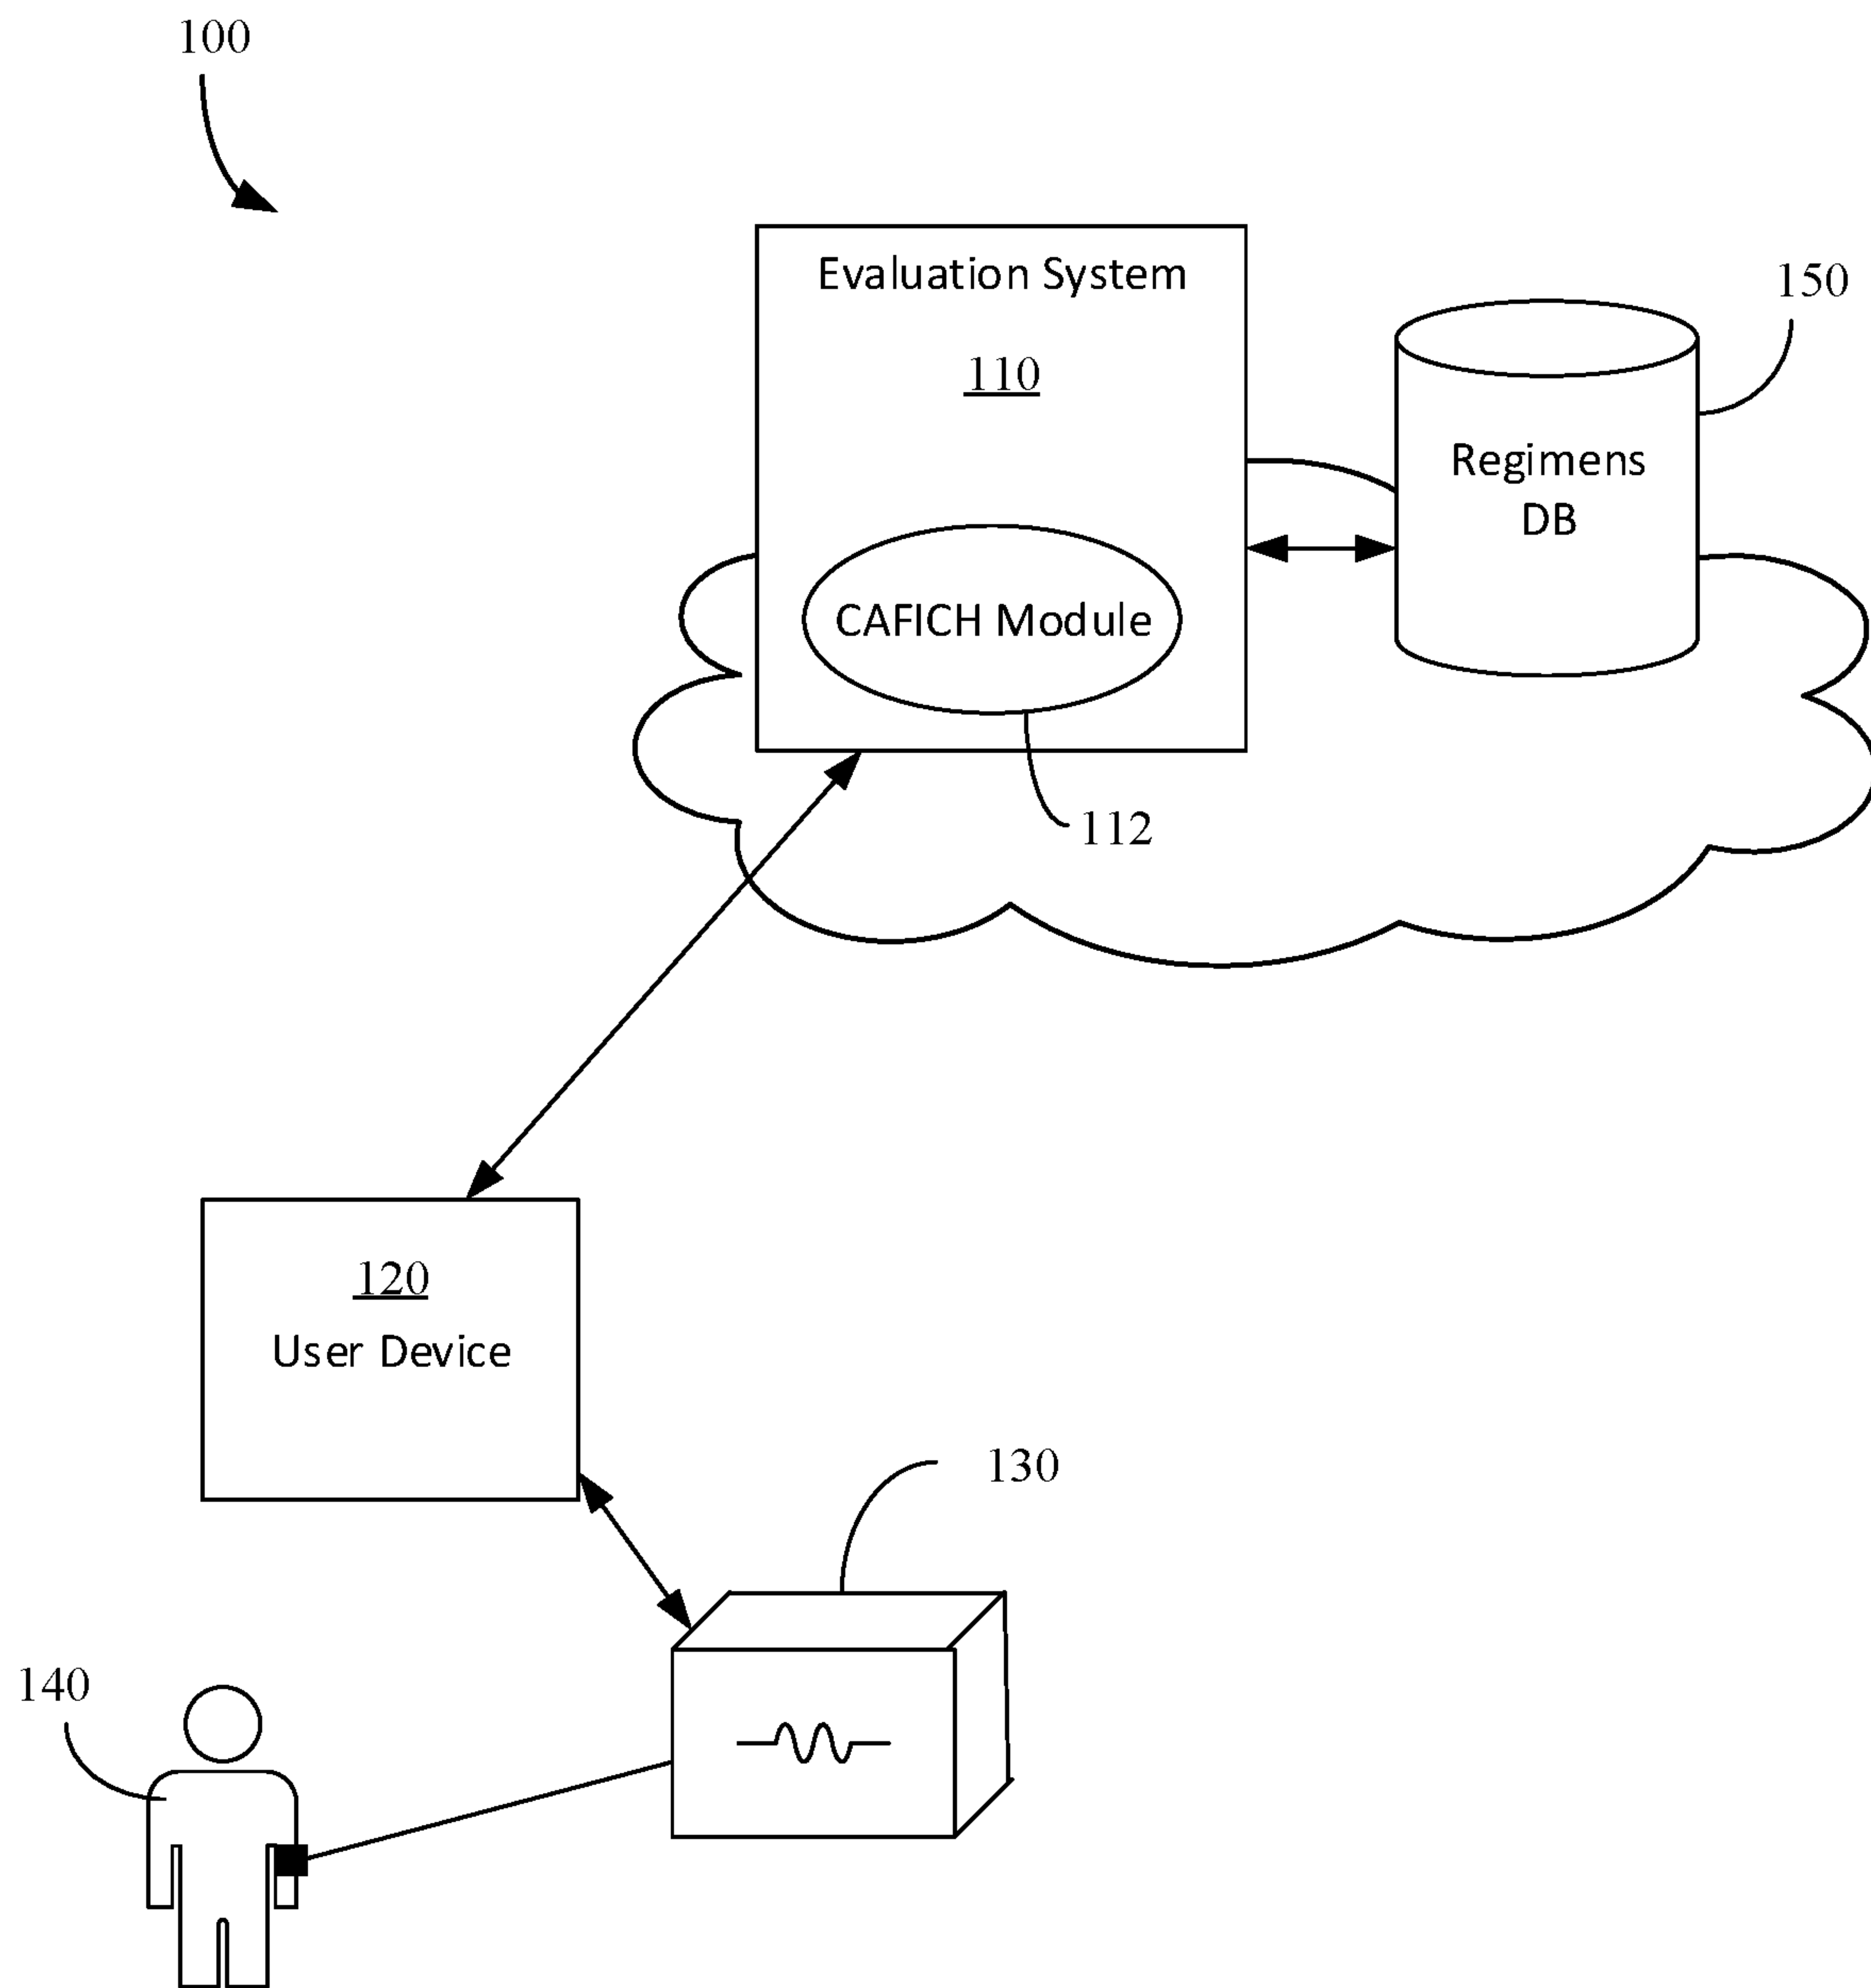 100
Evaluation System
110
150
Regimens
DB
CAFICH Module
112
120
User Device
130
140